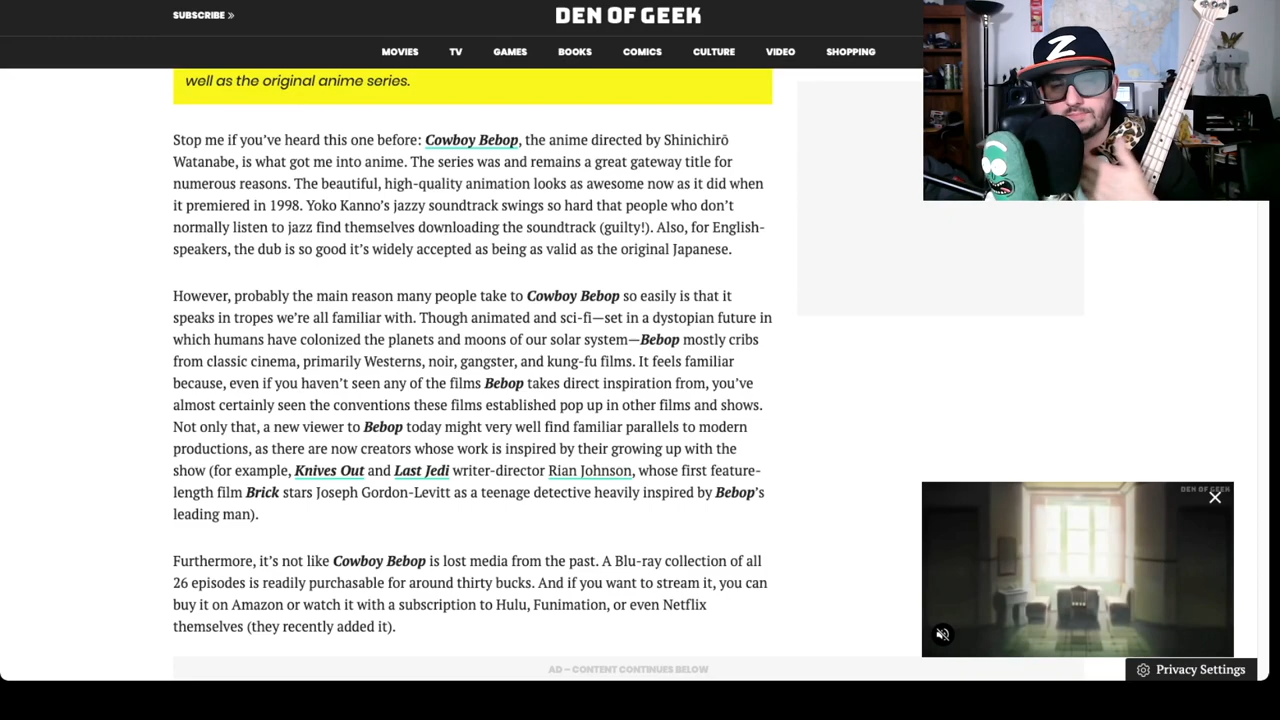 SUBSCRIBE »
DEN OF GEEK
MOVIES TV GAMES BOOKS COMICS CULTURE VIDEO SHOPPING
well as the original anime series.
Stop me if you’ve heard this one before: Cowboy Bebop, the anime directed by Shinichirō
Watanabe, is what got me into anime. The series was and remains a great gateway title for
numerous reasons. The beautiful, high-quality animation looks as awesome now as it did when
it premiered in 1998. Yoko Kanno’s jazzy soundtrack swings so hard that people who don’t
normally listen to jazz find themselves downloading the soundtrack (guilty!). Also, for English-
speakers, the dub is so good it’s widely accepted as being as valid as the original Japanese.
However, probably the main reason many people take to Cowboy Bebop so easily is that it
speaks in tropes we’re all familiar with. Though animated and sci-fi—set in a dystopian future in
which humans have colonized the planets and moons of our solar system—Bebop mostly cribs
from classic cinema, primarily Westerns, noir, gangster, and kung-fu films. It feels familiar
because, even if you haven’t seen any of the films Bebop takes direct inspiration from, you’ve
almost certainly seen the conventions these films established pop up in other films and shows.
Not only that, a new viewer to Bebop today might very well find familiar parallels to modern
productions, as there are now creators whose work is inspired by their growing up with the
show (for example, Knives Out and Last Jedi writer-director Rian Johnson, whose first feature-
length film Brick stars Joseph Gordon-Levitt as a teenage detective heavily inspired by Bebop’s
leading man).
Furthermore, it’s not like Cowboy Bebop is lost media from the past. A Blu-ray collection of all
26 episodes is readily purchasable for around thirty bucks. And if you want to stream it, you can
buy it on Amazon or watch it with a subscription to Hulu, Funimation, or even Netflix
themselves (they recently added it).
AD – CONTENT CONTINUES BELOW
Z
DEN OF GEEK
Privacy Settings